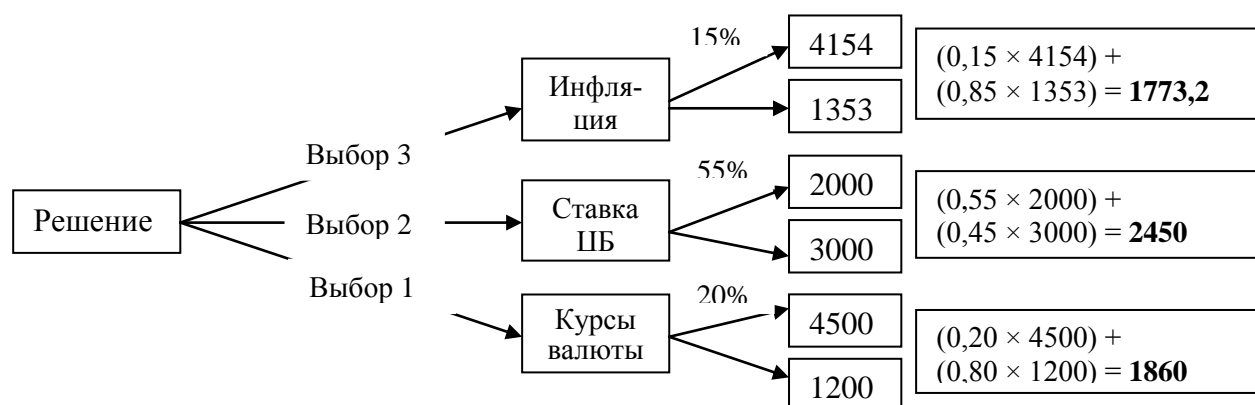 Решение
Выбор 3
Выбор 2
Выбор 1
Инфля-
ция
Ставка
ЦБ
Курсы
валюты
15%
4154
1353
55%
2000
3000
20%
4500
1200
(0,15 × 4154) +
(0,85 × 1353) = 1773,2
(0,55 × 2000) +
(0,45 × 3000) = 2450
(0,20 × 4500) +
(0,80 × 1200) = 1860